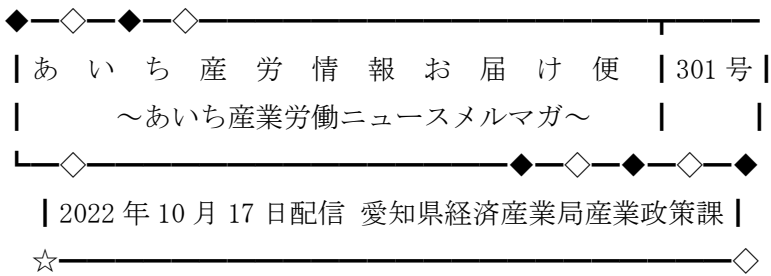 ◆━◇━◆━◇━━━━━━━━━━━━━━━━┳━━━
┃あ い ち 産 労 情 報 お 届 け 便 ┃301 号┃
┃ ～あいち産業労働ニュースメルマガ～ ┃ ┃
┗━◇━━━━━━━━━━━━━━━◆━◇━◆━◇━◆
┃2022 年 10 月 17 日配信 愛知県経済産業局産業政策課┃
☆━━━━━━━━━━━━━━━━━━━━━━━━◇